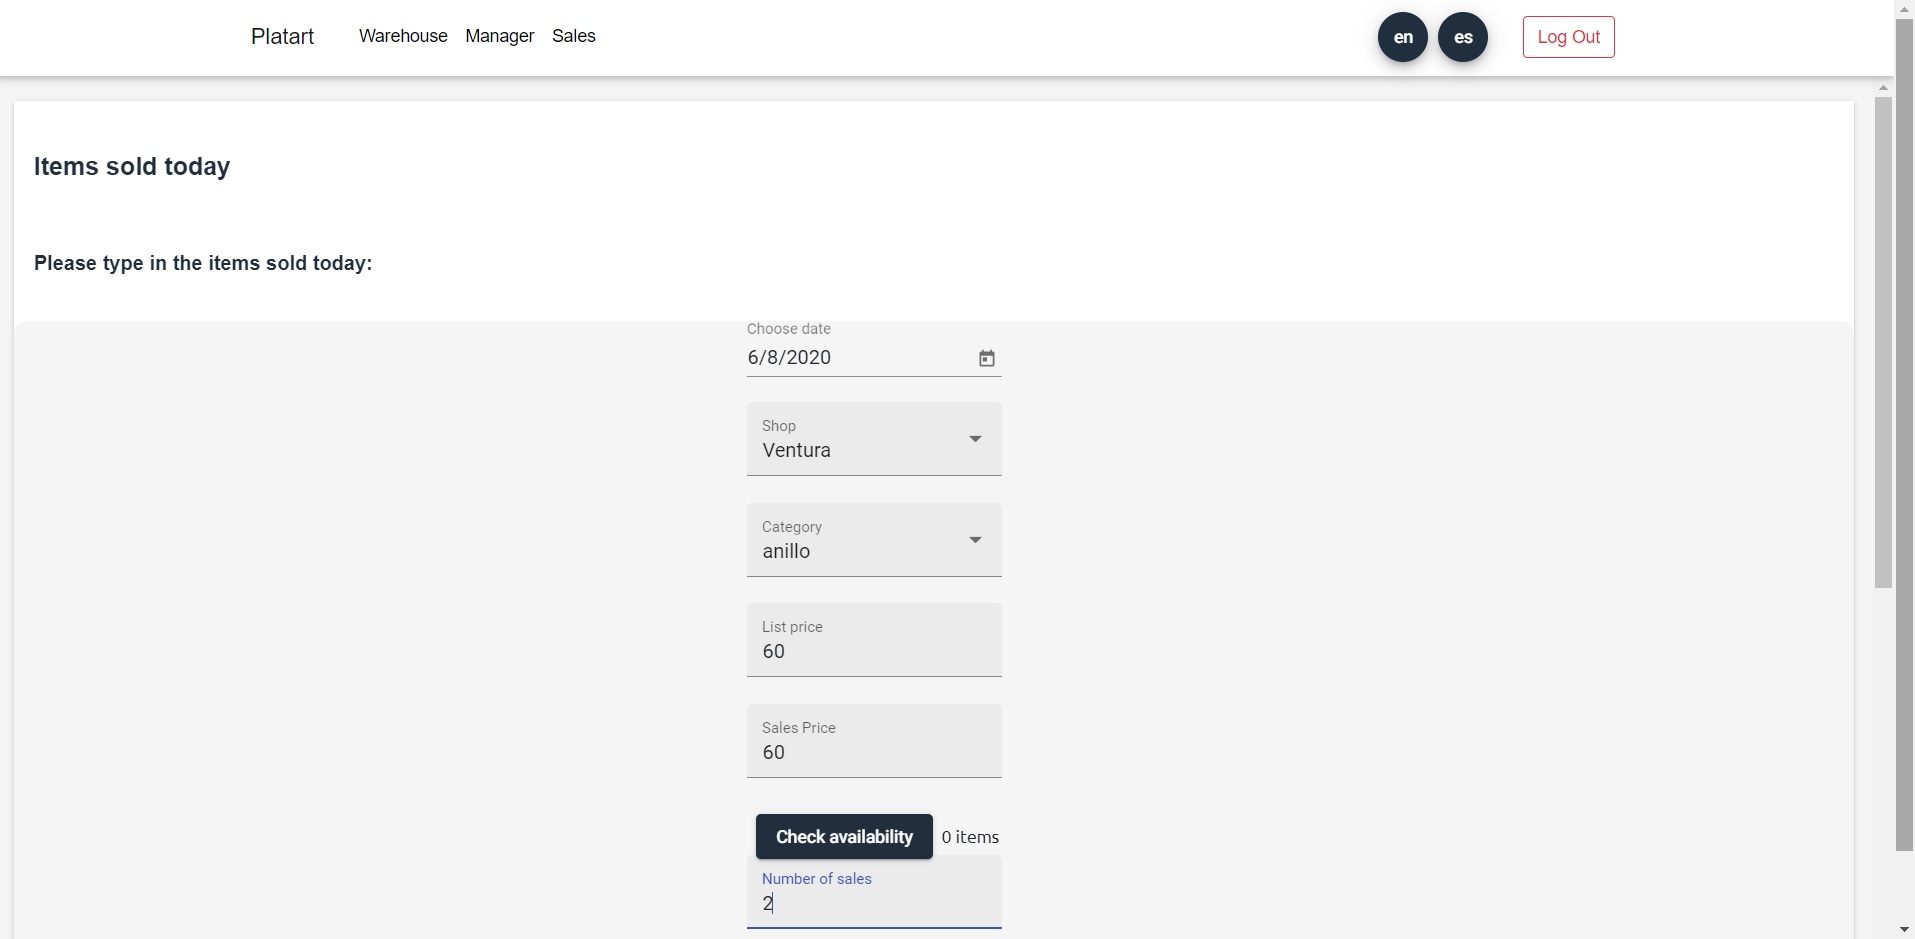 Platart Warehouse Manager Sales en es Log Out
Items sold today
Please type in the items sold today:
Choose date
6/8/2020
Shop
Ventura
Category
anillo
List price
60
Sales Price
60
Check availability 0 items
Number of sales
2